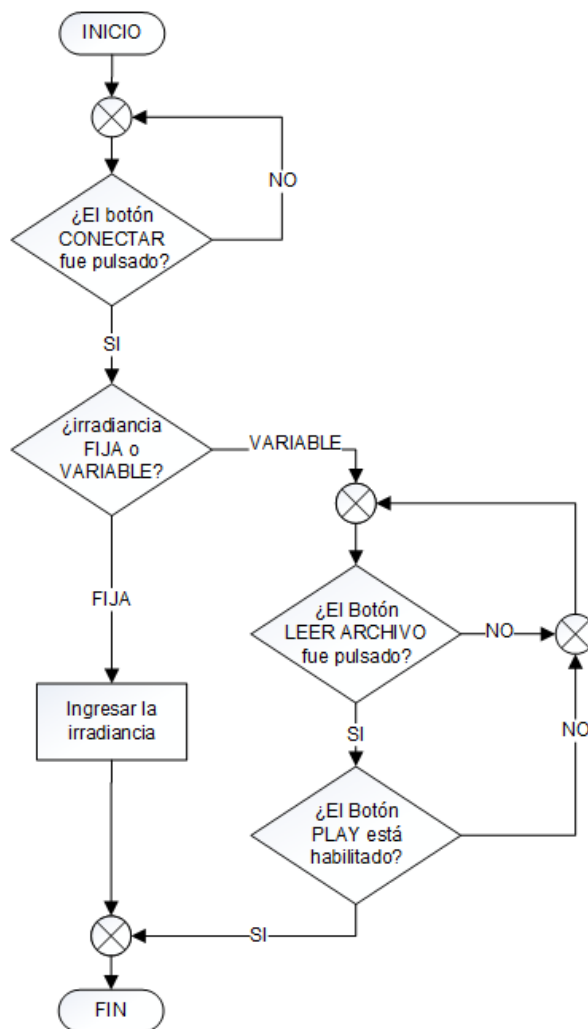 INICIO
NO
¿El botón
CONECTAR
fue pulsado?
SI
¿irradiancia
FIJA o
VARIABLE?
VARIABLE
FIJA
¿El Botón
LEER ARCHIVO
fue pulsado?
NO
Ingresar la
irradiancia
SI
NO
¿El Botón
PLAY está
habilitado?
SI
FIN